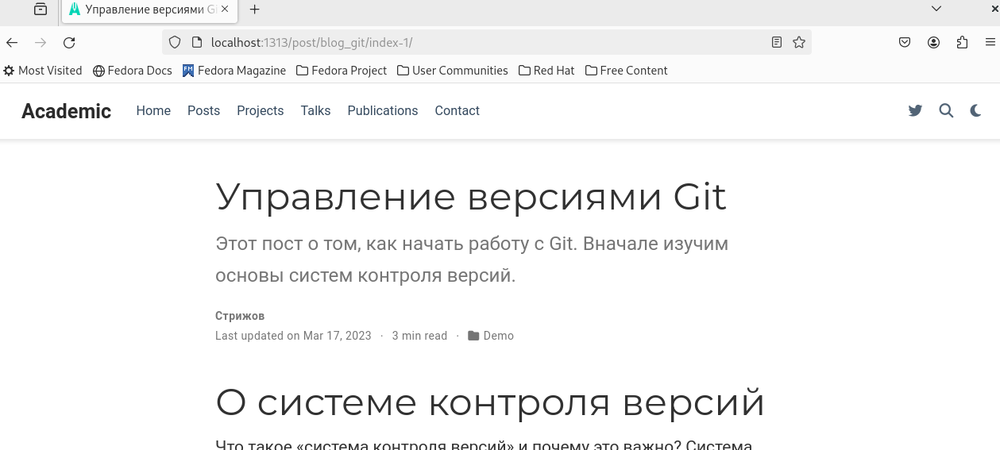 Управление версиями Gi
localhost:1313/post/blog_git/index-1/
Most Visited Fedora Docs Fedora Magazine Fedora Project User Communities Red Hat Free Content
Academic Home Posts Projects Talks Publications Contact
Управление версиями Git
Этот пост о том, как начать работу с Git. Вначале изучим
основы систем контроля версий.
Стрижов
Last updated on Mar 17, 2023 · 3 min read · Demo
О системе контроля версий
Что такое «система контроля версий» и почему это важно? Система